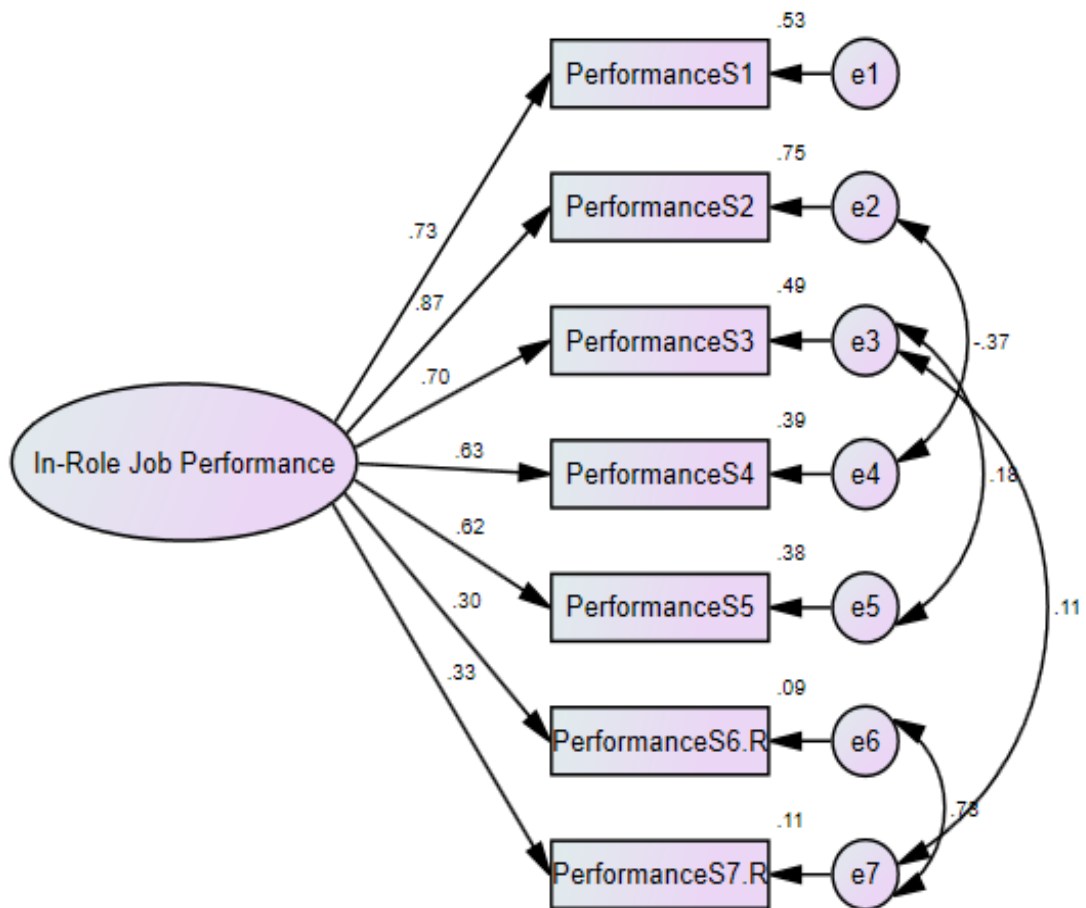 .53
PerformanceS1
e1
.75
PerformanceS2
e2
.73
.87
.49
PerformanceS3
e3
-.37
.70
In-Role Job Performance
.39
PerformanceS4
e4
.63
.18
.62
.38
PerformanceS5
e5
.11
.30
.33
.09
PerformanceS6.R
e6
.73
.11
PerformanceS7.R
e7